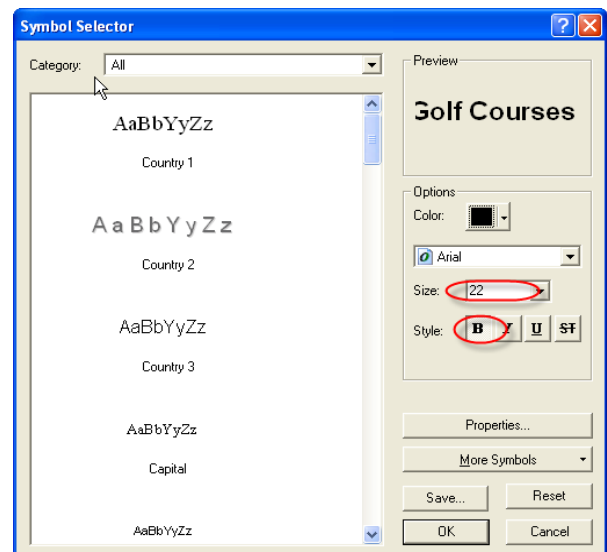 Symbol Selector
Category: All
AaBbYyZz
Country 1
AaBbYyZz
Country 2
AaBbYyZz
Country 3
AaBbYyZz
Capital
AaBbYyZz
Preview
Golf Courses
Options
Color:
Arial
Size: 22
Style: B I U ST
Properties...
More Symbols
Save... Reset
OK Cancel